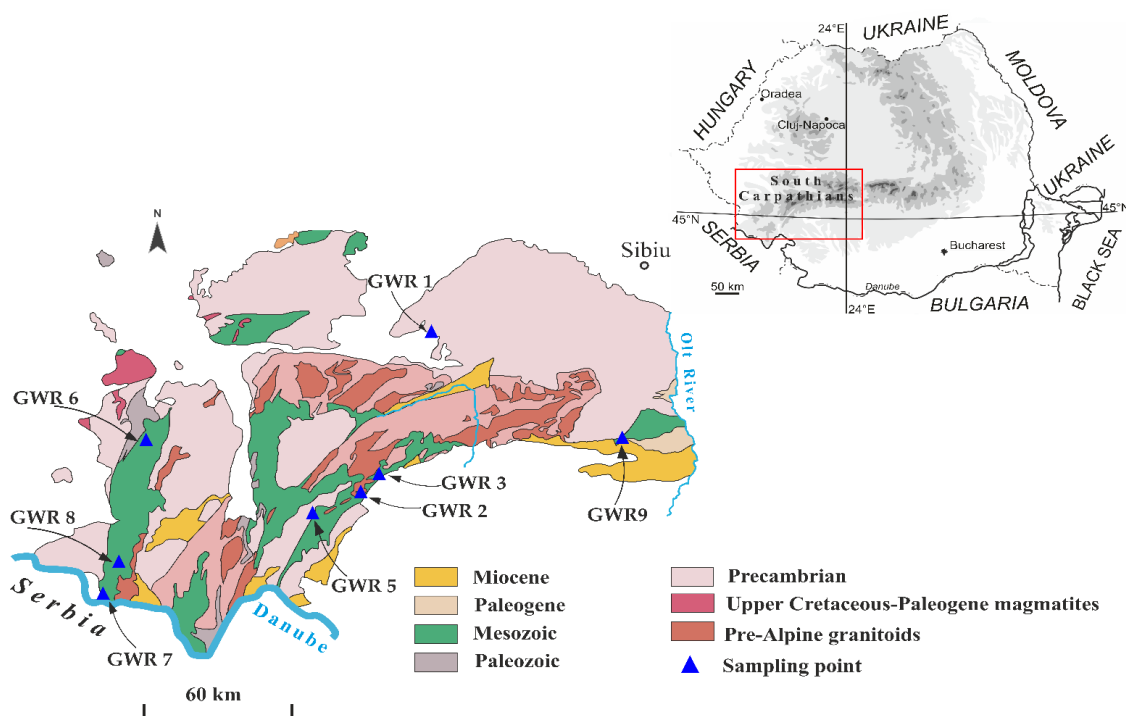 24°E
UKRAINE
HUNGARY
MOLDOVA
Oradea
Cluj-Napoca
UKRAINE
South
Carpathians
45°N
45°N
SERBIA
Bucharest
BLACK SEA
50 km
Danube
24°E
BULGARIA
N
Sibiu
GWR 1
Olt River
GWR 6
GWR 3
GWR 2
GWR9
GWR 8
GWR 5
Serbia
Danube
GWR 7
60 km
Miocene
Paleogene
Mesozoic
Paleozoic
Precambrian
Upper Cretaceous-Paleogene magmatites
Pre-Alpine granitoids
Sampling point